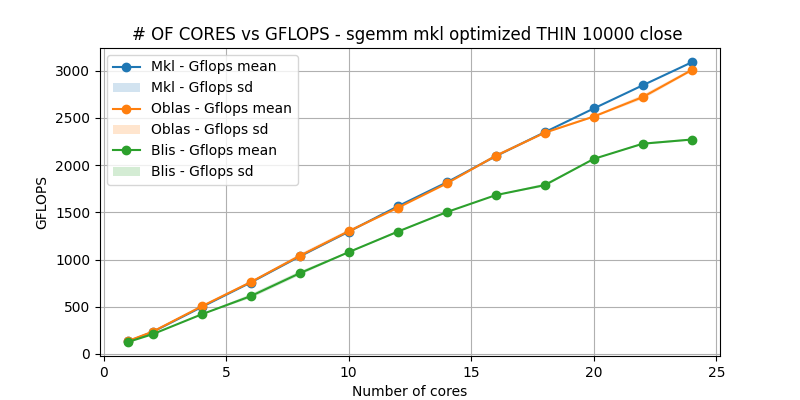 # OF CORES vs GFLOPS - sgemm mkl optimized THIN 10000 close
Mkl - Gflops mean
Mkl - Gflops sd
Oblas - Gflops mean
Oblas - Gflops sd
Blis - Gflops mean
Blis - Gflops sd
GFLOPS
3000
2500
2000
1500
1000
500
0
0 5 10 15 20 25
Number of cores